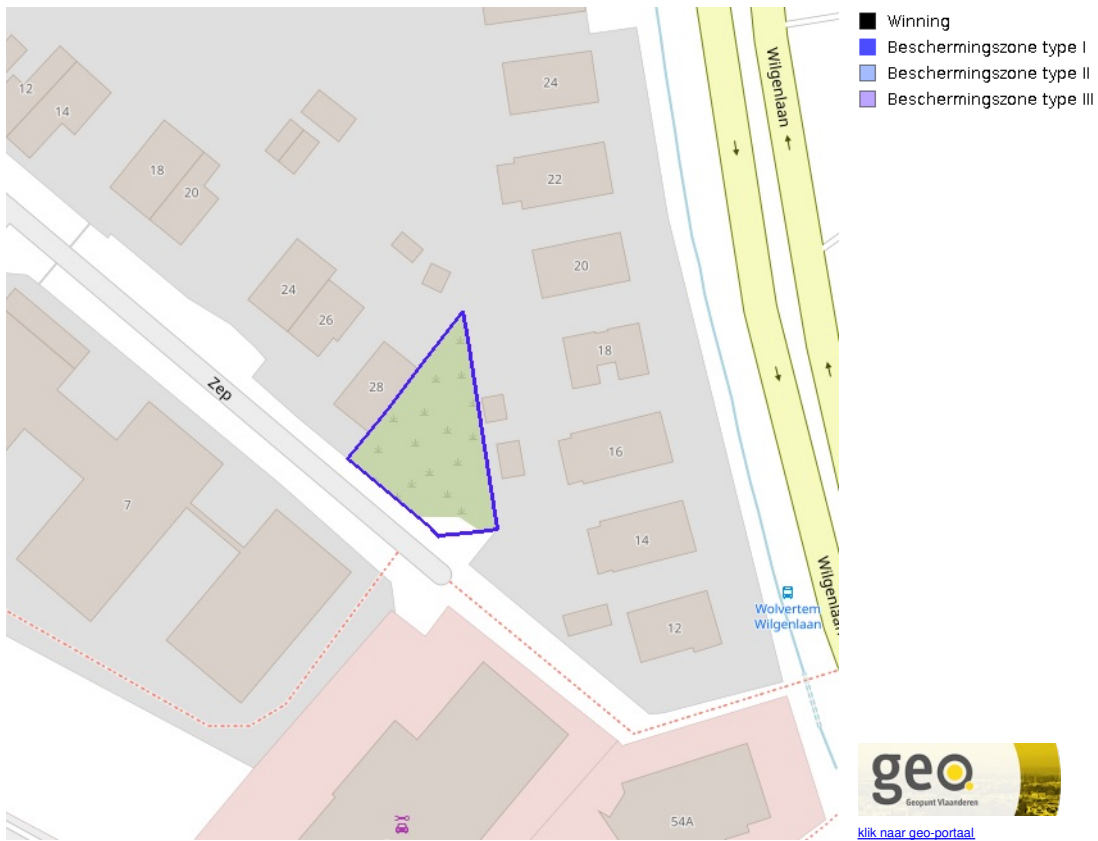 Winning
Beschermingszone type I
Beschermingszone type II
Beschermingszone type III
12
14
18
20
24
26
28
24
22
20
18
16
14
12
7
54A
Zep
Wilgenlaan
Wilgenlaan
Wolvertem
Wilgenlaan
geo.
Geopunt Vlaanderen
klik naar geo-portaal